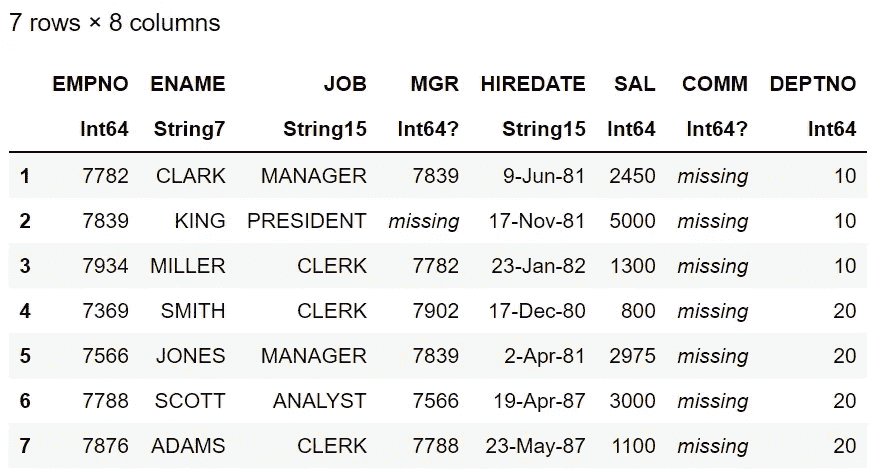 7 rows × 8 columns
EMPNO ENAME JOB MGR HIREDATE SAL COMM DEPTNO
Int64 String7 String15 Int64? String15 Int64 Int64? Int64
1 7782 CLARK MANAGER 7839 9-Jun-81 2450 missing 10
2 7839 KING PRESIDENT missing 17-Nov-81 5000 missing 10
3 7934 MILLER CLERK 7782 23-Jan-82 1300 missing 10
4 7369 SMITH CLERK 7902 17-Dec-80 800 missing 20
5 7566 JONES MANAGER 7839 2-Apr-81 2975 missing 20
6 7788 SCOTT ANALYST 7566 19-Apr-87 3000 missing 20
7 7876 ADAMS CLERK 7788 23-May-87 1100 missing 20